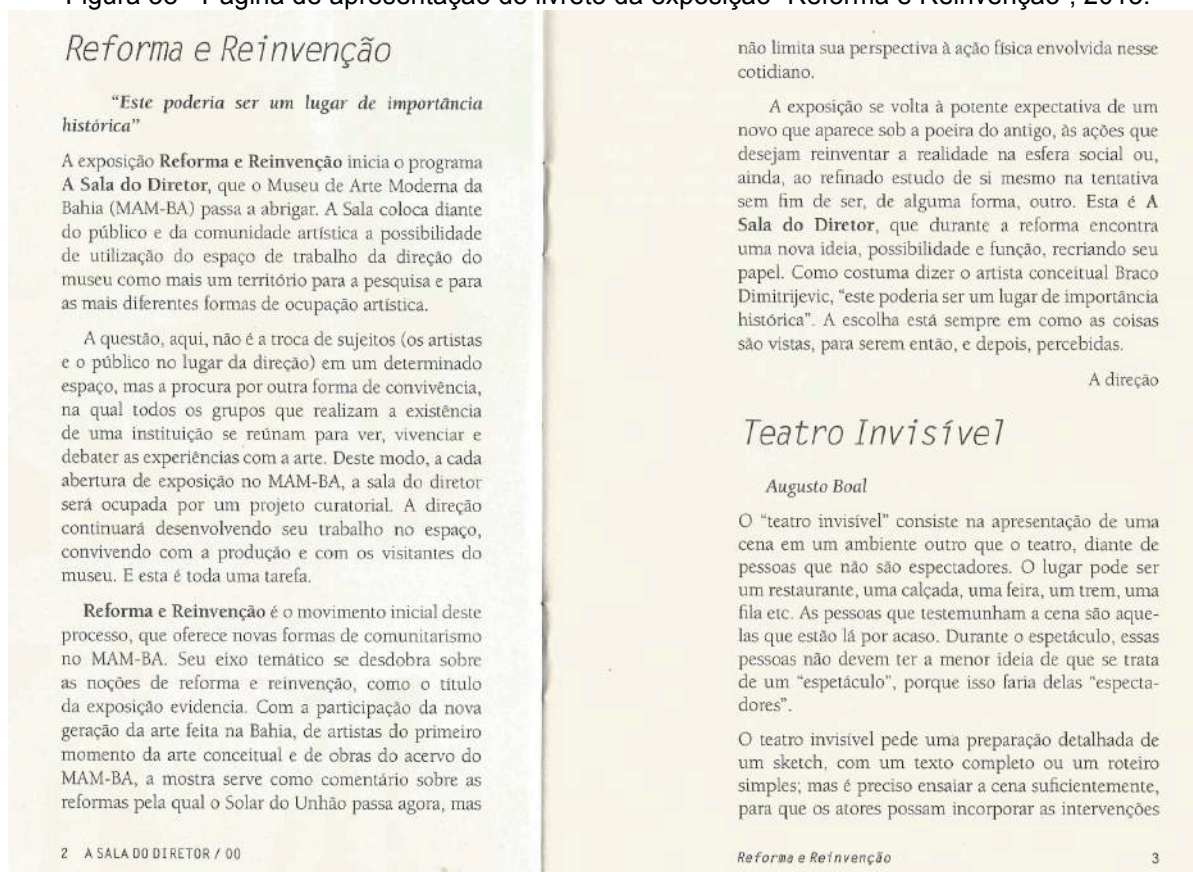 Página de apresentação do livreto da exposição "Reforma e Reinvenção", 
Reforma e Reinvenção
"Este poderia ser um lugar de importância
histórica"
A exposição Reforma e Reinvenção inicia o programa
A Sala do Diretor, que o Museu de Arte Moderna da
Bahia (MAM-BA) passa a abrigar. A Sala coloca diante
do público e da comunidade artística a possibilidade
de utilização do espaço de trabalho da direção do
museu como mais um território para a pesquisa e para
as mais diferentes formas de ocupação artística.
A questão, aqui, não é a troca de sujeitos (os artistas
e o público no lugar da direção) em um determinado
espaço, mas a procura por outra forma de convivência,
na qual todos os grupos que realizam a existência
de uma instituição se reúnam para ver, vivenciar e
debater as experiências com a arte. Deste modo, a cada
abertura de exposição no MAM-BA, a sala do diretor
será ocupada por um projeto curatorial. A direção
continuará desenvolvendo seu trabalho no espaço,
convivendo com a produção e com os visitantes do
museu. E esta é toda uma tarefa.
Reforma e Reinvenção é o movimento inicial deste
processo, que oferece novas formas de comunitarismo
no MAM-BA. Seu eixo temático se desdobra sobre
as noções de reforma e reinvenção, como o título
da exposição evidencia. Com a participação da nova
geração da arte feita na Bahia, de artistas do primeiro
momento da arte conceitual e de obras do acervo do
MAM-BA, a mostra serve como comentário sobre as
reformas pela qual o Solar do Unhão passa agora, mas
2 A SALA DO DIRETOR / 00
não limita sua perspectiva à ação física envolvida nesse
cotidiano.
A exposição se volta à potente expectativa de um
novo que aparece sob a poeira do antigo, às ações que
desejam reinventar a realidade na esfera social ou,
ainda, ao refinado estudo de si mesmo na tentativa
sem fim de ser, de alguma forma, outro. Esta é A
Sala do Diretor, que durante a reforma encontra
uma nova ideia, possibilidade e função, recriando seu
papel. Como costuma dizer o artista conceitual Braco
Dimitrijevic, "este poderia ser um lugar de importância
histórica". A escolha está sempre em como as coisas
são vistas, para serem então, e depois, percebidas.
A direção
Teatro Invisível
Augusto Boal
O "teatro invisível" consiste na apresentação de uma
cena em um ambiente outro que o teatro, diante de
pessoas que não são espectadores. O lugar pode ser
um restaurante, uma calçada, uma feira, um trem, uma
fila etc. As pessoas que testemunham a cena são aque-
las que estão lá por acaso. Durante o espetáculo, essas
pessoas não devem ter a menor ideia de que se trata
de um "espetáculo", porque isso faria delas "especta-
dores".
O teatro invisível pede uma preparação detalhada de
um sketch, com um texto completo ou um roteiro
simples; mas é preciso ensaiar a cena suficientemente,
para que os atores possam incorporar as intervenções
Reforma e Reinvenção 3